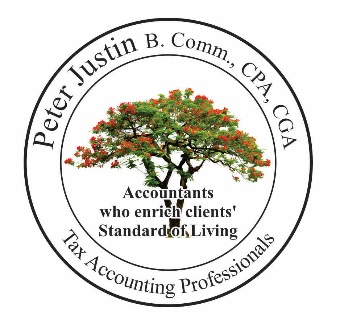 Peter Justin B. Comm., CPA, CGA
Accountants
who enrich clients'
Standard of Living
Tax Accounting Professionals